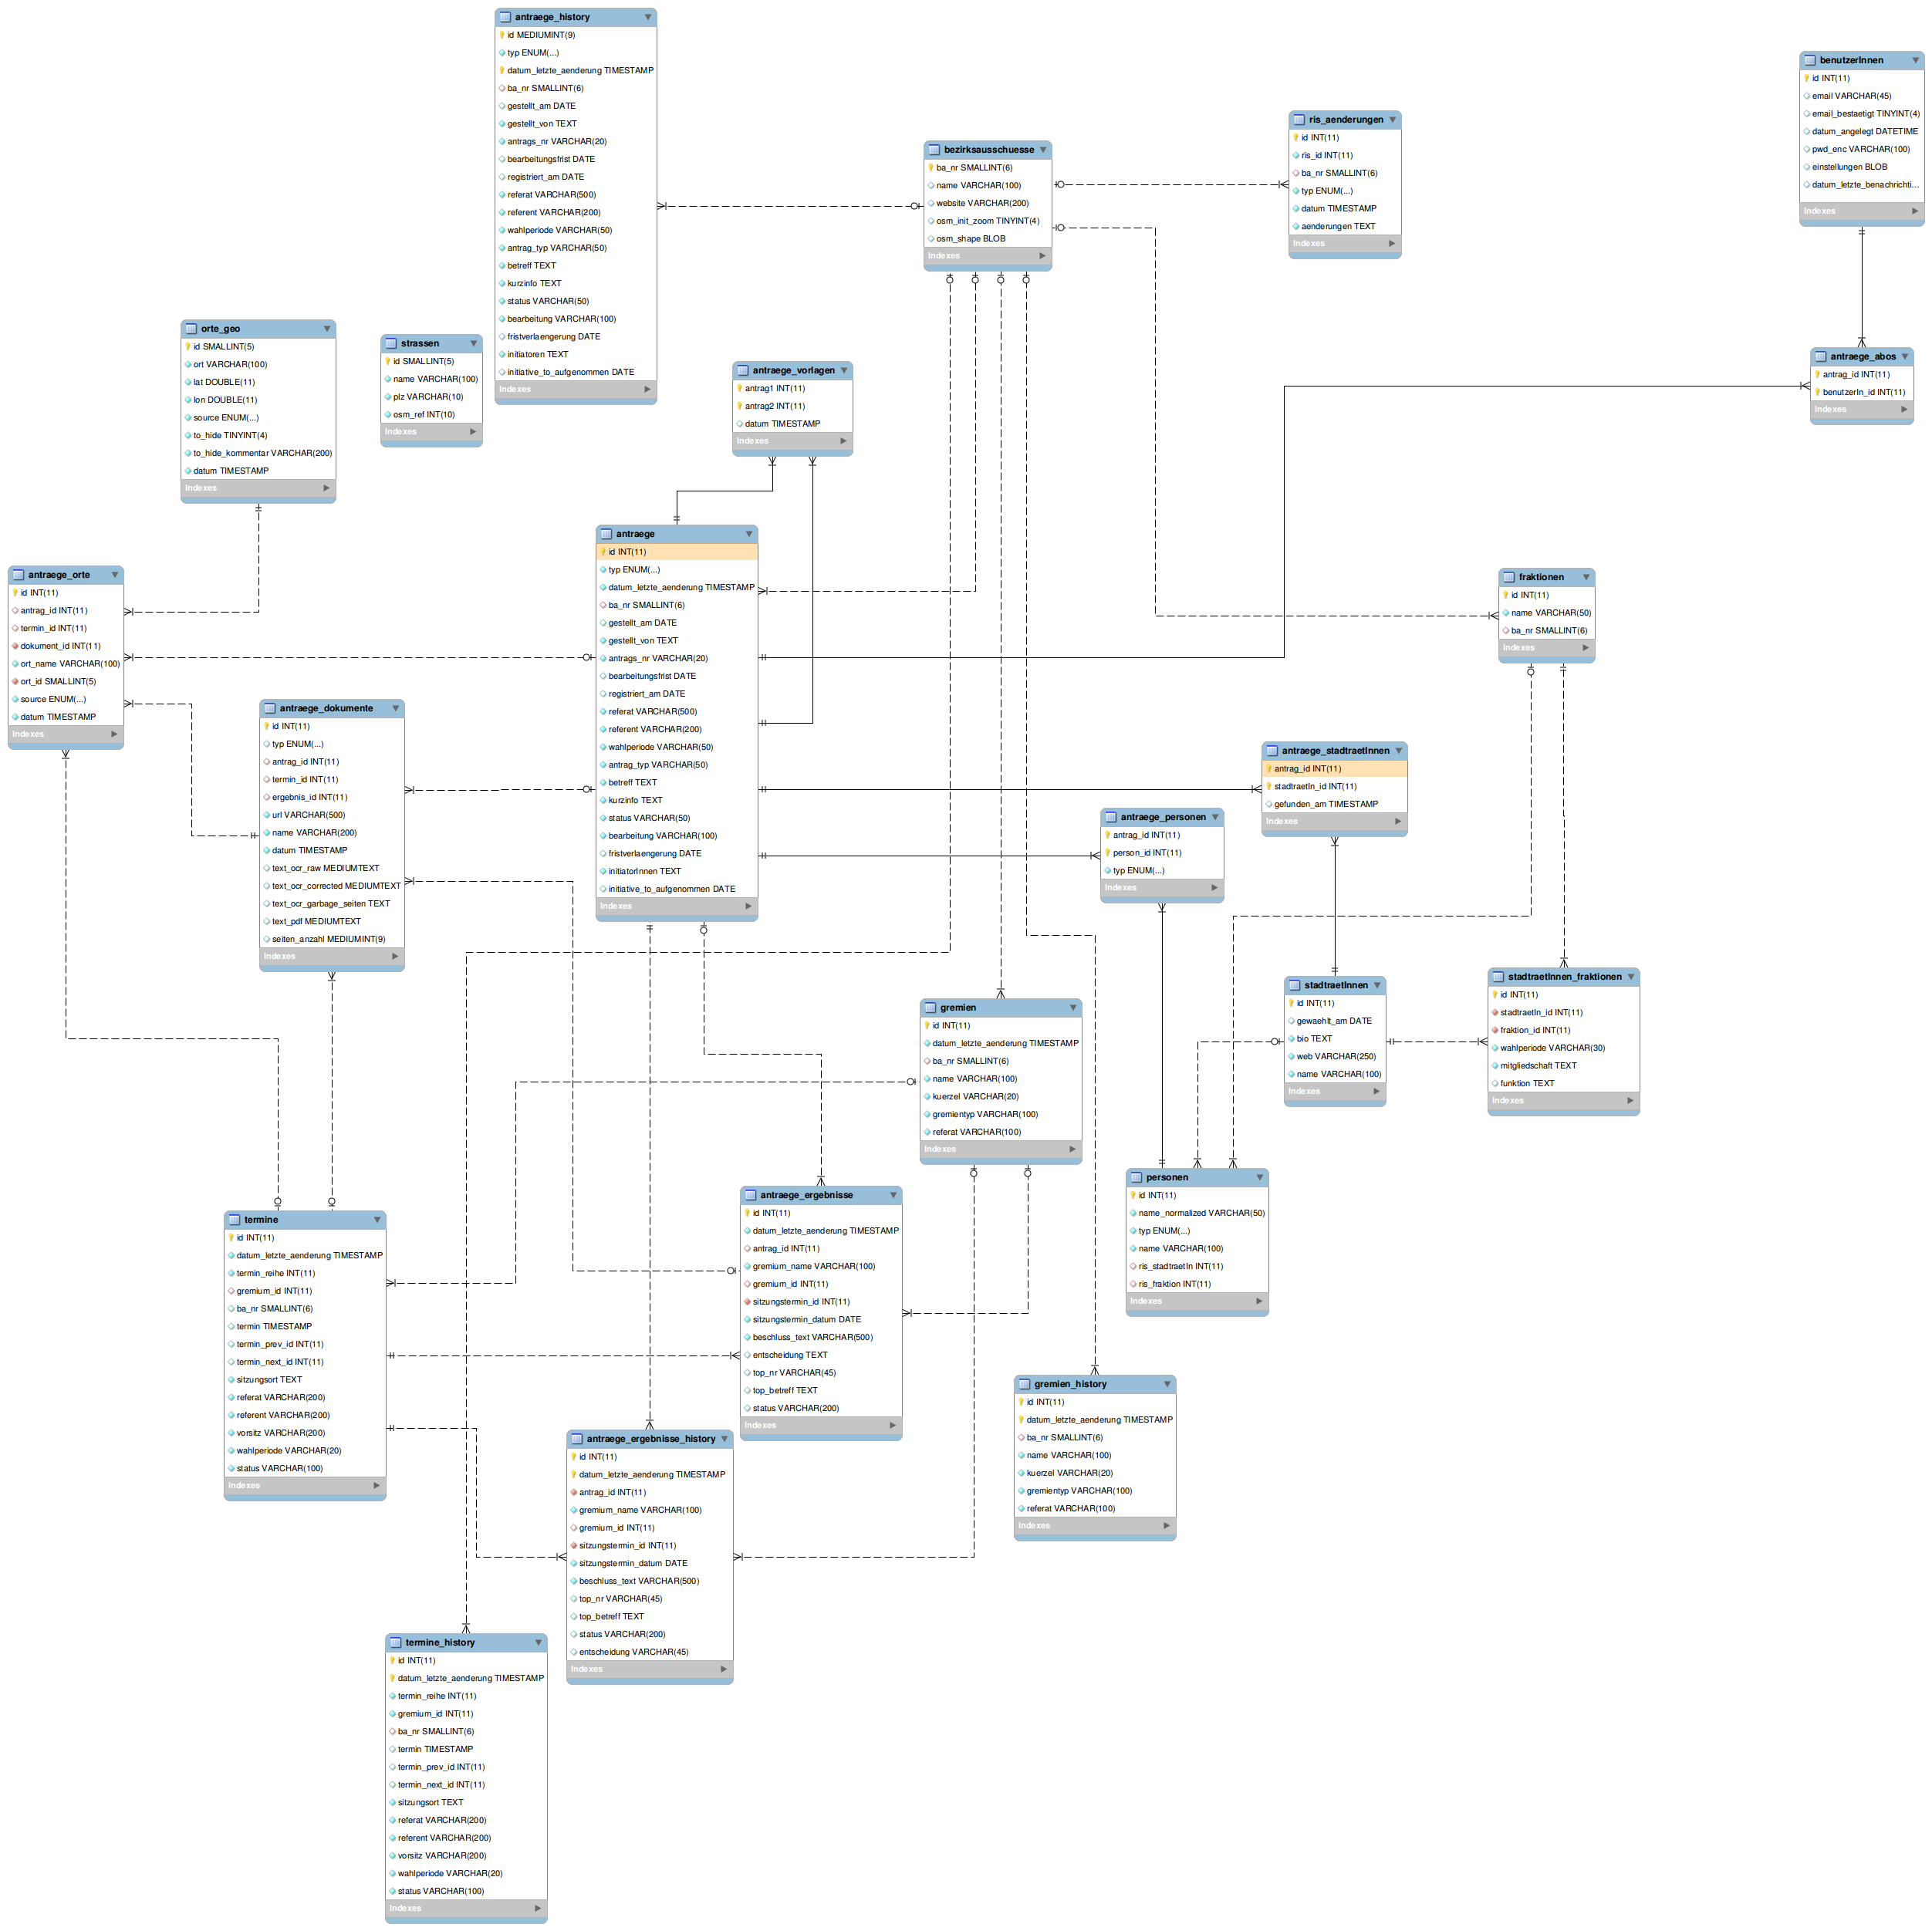 antraege_history
id MEDIUMINT(9)
typ ENUM(...)
datum_letzte_aenderung TIMESTAMP
ba_nr SMALLINT(6)
gestellt_am DATE
gestellt_von TEXT
antrags_nr VARCHAR(20)
bearbeitungsfrist DATE
registriert_am DATE
referat VARCHAR(500)
referent VARCHAR(200)
wahlperiode VARCHAR(50)
antrag_typ VARCHAR(50)
betreff TEXT
kurzinfo TEXT
status VARCHAR(50)
bearbeitung VARCHAR(100)
fristverlaengerung DATE
initiatoren TEXT
initiative_to_aufgenommen DATE
Indexes
benutzerInnen
id INT(11)
email VARCHAR(45)
email_bestaetigt TINYINT(4)
datum_angelegt DATETIME
pwd_enc VARCHAR(100)
einstellungen BLOB
datum_letzte_benachrichti...
Indexes
ris_aenderungen
id INT(11)
ris_id INT(11)
ba_nr SMALLINT(6)
typ ENUM(...)
datum TIMESTAMP
aenderungen TEXT
Indexes
bezirksausschuesse
ba_nr SMALLINT(6)
name VARCHAR(100)
website VARCHAR(200)
osm_init_zoom TINYINT(4)
osm_shape BLOB
Indexes
orte_geo
id SMALLINT(5)
ort VARCHAR(100)
lat DOUBLE(11)
lon DOUBLE(11)
source ENUM(...)
to_hide TINYINT(4)
to_hide_kommentar VARCHAR(200)
datum TIMESTAMP
Indexes
strassen
id SMALLINT(5)
name VARCHAR(100)
plz VARCHAR(10)
osm_ref INT(10)
Indexes
antraege_vorlagen
antrag1 INT(11)
antrag2 INT(11)
datum TIMESTAMP
Indexes
antraege_abos
antrag_id INT(11)
benutzerIn_id INT(11)
Indexes
antraege
id INT(11)
typ ENUM(...)
datum_letzte_aenderung TIMESTAMP
ba_nr SMALLINT(6)
gestellt_am DATE
gestellt_von TEXT
antrags_nr VARCHAR(20)
bearbeitungsfrist DATE
registriert_am DATE
referat VARCHAR(500)
referent VARCHAR(200)
wahlperiode VARCHAR(50)
antrag_typ VARCHAR(50)
betreff TEXT
kurzinfo TEXT
status VARCHAR(50)
bearbeitung VARCHAR(100)
fristverlaengerung DATE
initiatorInnen TEXT
initiative_to_aufgenommen DATE
Indexes
antraege_orte
id INT(11)
antrag_id INT(11)
termin_id INT(11)
dokument_id INT(11)
ort_name VARCHAR(100)
ort_id SMALLINT(5)
source ENUM(...)
datum TIMESTAMP
Indexes
fraktionen
id INT(11)
name VARCHAR(50)
ba_nr SMALLINT(6)
Indexes
antraege_dokumente
id INT(11)
typ ENUM(...)
antrag_id INT(11)
termin_id INT(11)
ergebnis_id INT(11)
url VARCHAR(500)
name VARCHAR(200)
datum TIMESTAMP
text_ocr_raw MEDIUMTEXT
text_ocr_corrected MEDIUMTEXT
text_ocr_garbage_seiten TEXT
text_pdf MEDIUMTEXT
seiten_anzahl MEDIUMINT(9)
Indexes
antraege_stadtraetInnen
antrag_id INT(11)
stadtraetIn_id INT(11)
gefunden_am TIMESTAMP
Indexes
antraege_personen
antrag_id INT(11)
person_id INT(11)
typ ENUM(...)
Indexes
stadtraetInnen
id INT(11)
gewaehlt_am DATE
bio TEXT
web VARCHAR(250)
name VARCHAR(100)
Indexes
stadtraetInnen_fraktionen
id INT(11)
stadtraetIn_id INT(11)
fraktion_id INT(11)
wahlperiode VARCHAR(30)
mitgliedschaft TEXT
funktion TEXT
Indexes
gremien
id INT(11)
datum_letzte_aenderung TIMESTAMP
ba_nr SMALLINT(6)
name VARCHAR(100)
kuerzel VARCHAR(20)
gremientyp VARCHAR(100)
referat VARCHAR(100)
Indexes
personen
id INT(11)
name_normalized VARCHAR(50)
typ ENUM(...)
name VARCHAR(100)
ris_stadtraetIn INT(11)
ris_fraktion INT(11)
Indexes
antraege_ergebnisse
id INT(11)
datum_letzte_aenderung TIMESTAMP
antrag_id INT(11)
gremium_name VARCHAR(100)
gremium_id INT(11)
sitzungstermin_id INT(11)
sitzungstermin_datum DATE
beschluss_text VARCHAR(500)
entscheidung TEXT
top_nr VARCHAR(45)
top_betreff TEXT
status VARCHAR(200)
Indexes
termine
id INT(11)
datum_letzte_aenderung TIMESTAMP
termin_reihe INT(11)
gremium_id INT(11)
ba_nr SMALLINT(6)
termin TIMESTAMP
termin_prev_id INT(11)
termin_next_id INT(11)
sitzungsort TEXT
referat VARCHAR(200)
referent VARCHAR(200)
vorsitz VARCHAR(200)
wahlperiode VARCHAR(20)
status VARCHAR(100)
Indexes
gremien_history
id INT(11)
datum_letzte_aenderung TIMESTAMP
ba_nr SMALLINT(6)
name VARCHAR(100)
kuerzel VARCHAR(20)
gremientyp VARCHAR(100)
referat VARCHAR(100)
Indexes
antraege_ergebnisse_history
id INT(11)
datum_letzte_aenderung TIMESTAMP
antrag_id INT(11)
gremium_name VARCHAR(100)
gremium_id INT(11)
sitzungstermin_id INT(11)
sitzungstermin_datum DATE
beschluss_text VARCHAR(500)
top_nr VARCHAR(45)
top_betreff TEXT
status VARCHAR(200)
entscheidung VARCHAR(45)
Indexes
termine_history
id INT(11)
datum_letzte_aenderung TIMESTAMP
termin_reihe INT(11)
gremium_id INT(11)
ba_nr SMALLINT(6)
termin TIMESTAMP
termin_prev_id INT(11)
termin_next_id INT(11)
sitzungsort TEXT
referat VARCHAR(200)
referent VARCHAR(200)
vorsitz VARCHAR(200)
wahlperiode VARCHAR(20)
status VARCHAR(100)
Indexes